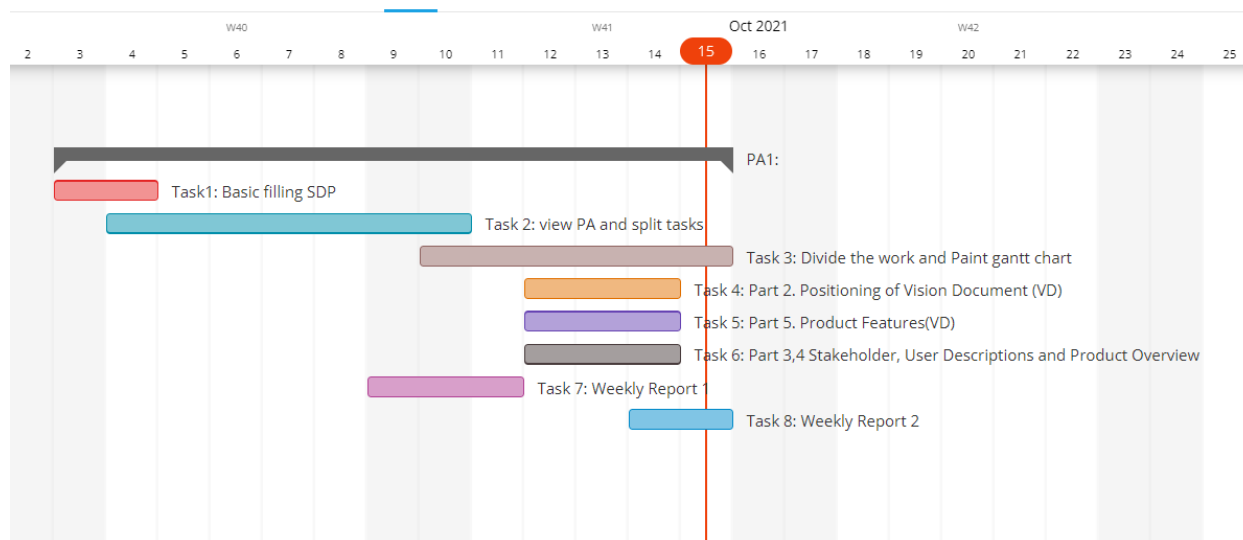 W40 W41 Oct 2021 W42
2 3 4 5 6 7 8 9 10 11 12 13 14 15 16 17 18 19 20 21 22 23 24 25
PA1:
Task1: Basic filling SDP
Task 2: view PA and split tasks
Task 3: Divide the work and Paint gantt chart
Task 4: Part 2. Positioning of Vision Document (VD)
Task 5: Part 5. Product Features(VD)
Task 6: Part 3,4 Stakeholder, User Descriptions and Product Overview
Task 7: Weekly Report 1
Task 8: Weekly Report 2